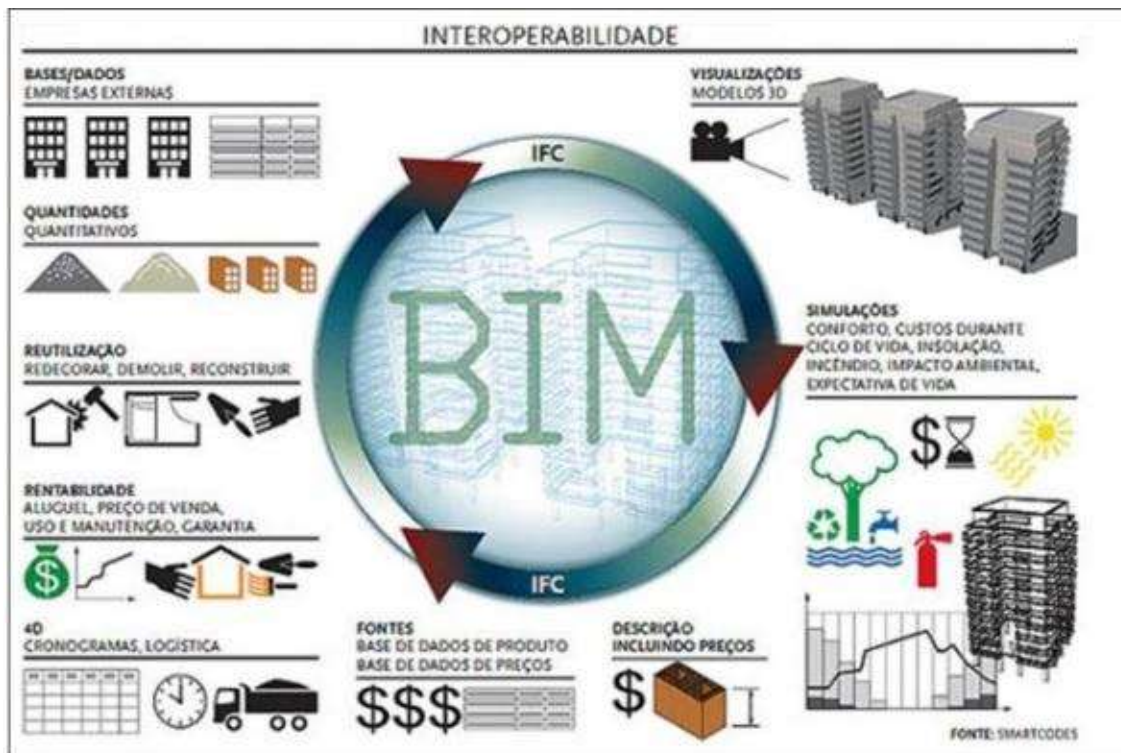 INTEROPERABILIDADE
BASES/DADOS
EMPRESAS EXTERNAS
VISUALIZAÇÕES
MODELOS 3D
IFC
QUANTIDADES
QUANTITATIVOS
BIM
SIMULAÇÕES
CONFORTO, CUSTOS DURANTE
CICLO DE VIDA, INSOLAÇÃO,
INCÊNDIO, IMPACTO AMBIENTAL,
EXPECTATIVA DE VIDA
REUTILIZAÇÃO
REDECORAR, DEMOLIR, RECONSTRUIR
$
RENTABILIDADE
ALUGUEL, PREÇO DE VENDA,
USO E MANUTENÇÃO, GARANTIA
$
IFC
4D
CRONOGRAMAS, LOGÍSTICA
FONTES
BASE DE DADOS DE PRODUTO
BASE DE DADOS DE PREÇOS
$$$
DESCRIÇÃO
INCLUINDO PREÇOS
$
FONTE: SMARTCODES